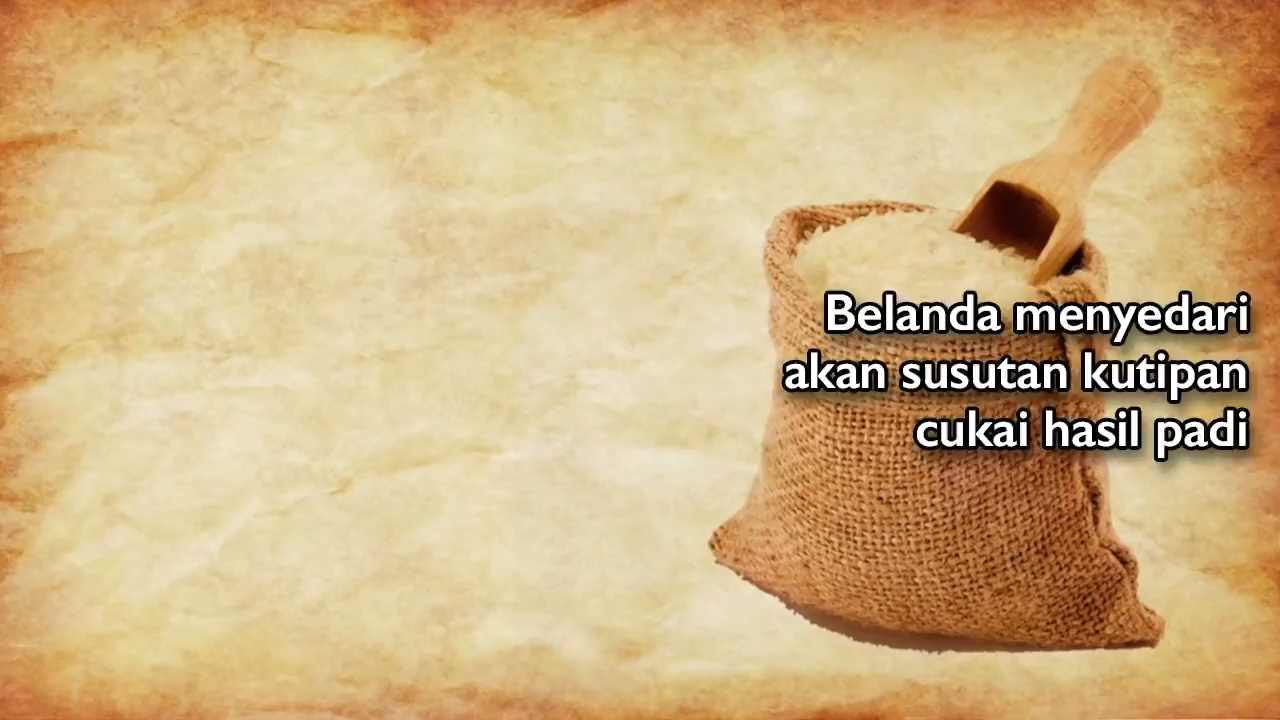 Belanda menyedari
akan susutan kutipan
cukai hasil padi